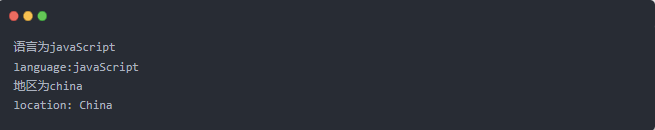 语言为javaScript
language:javaScript
地区为china
location: China